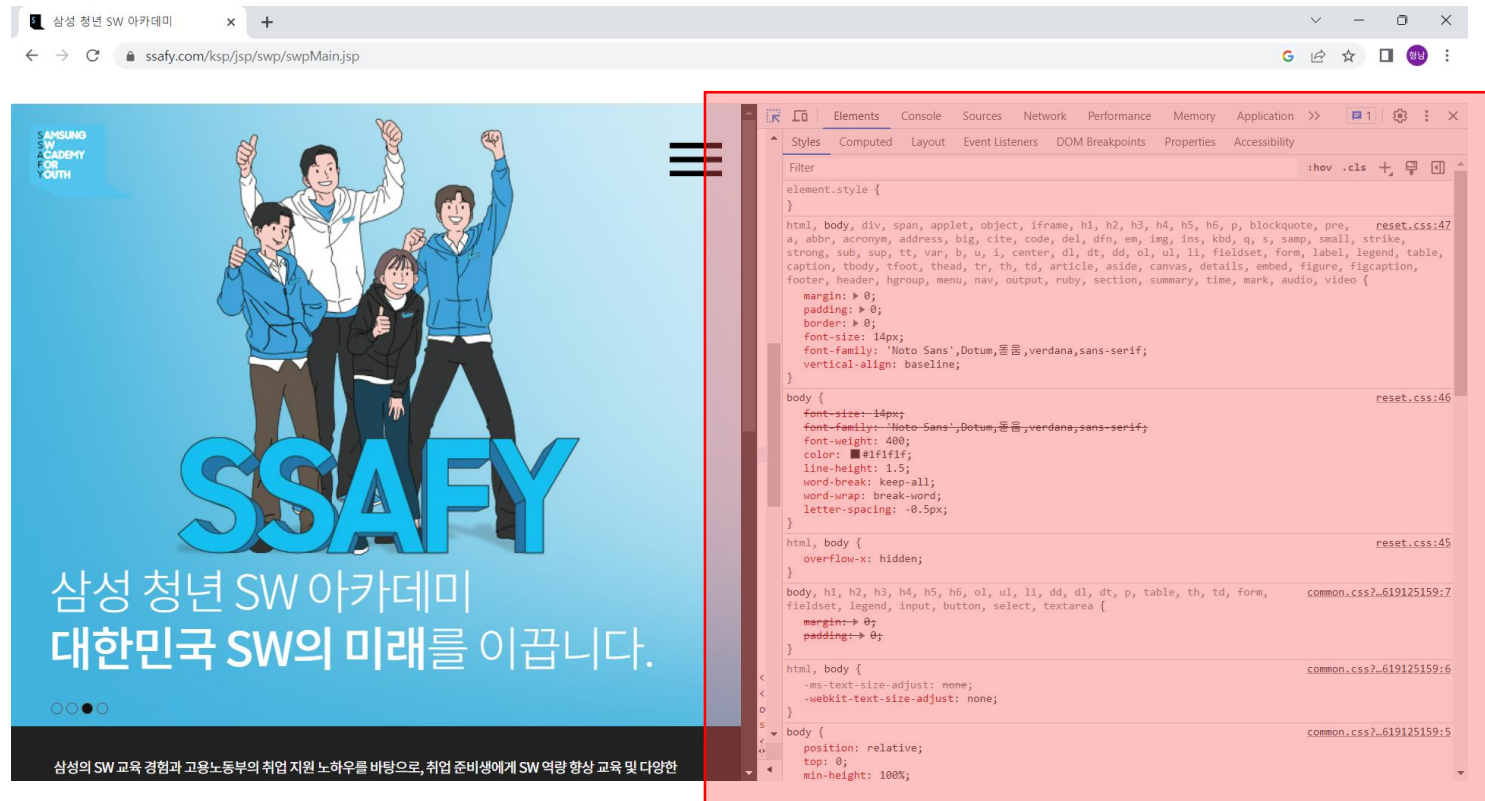 삼성 청년 SW 아카데미
ssafy.com/ksp/jsp/swp/swpMain.jsp
형남
SAMSUNG
SW
ACADEMY
FOR
YOUTH
SSAFY
삼성 청년 SW 아카데미
대한민국 SW의 미래를 이끕니다.
삼성의 SW 교육 경험과 고용노동부의 취업 지원 노하우를 바탕으로, 취업 준비생에게 SW 역량 향상 교육 및 다양한
Elements Console Sources Network Performance Memory Application 1
Styles Computed Layout Event Listeners DOM Breakpoints Properties Accessibility
Filter :hov .cls
element.style {
}
html, body, div, span, applet, object, iframe, h1, h2, h3, h4, h5, h6, p, blockquote, pre, reset.css:47
a, abbr, acronym, address, big, cite, code, del, dfn, em, img, ins, kbd, q, s, samp, small, strike,
strong, sub, sup, tt, var, b, u, i, center, dl, dt, dd, ol, ul, li, fieldset, form, label, legend, table,
caption, tbody, tfoot, thead, tr, th, td, article, aside, canvas, details, embed, figure, figcaption,
footer, header, hgroup, menu, nav, output, ruby, section, summary, time, mark, audio, video {
margin: 0;
padding: 0;
border: 0;
font-size: 14px;
font-family: 'Noto Sans',Dotum,돋움,verdana,sans-serif;
vertical-align: baseline;
}
body { reset.css:46
font-size: 14px;
font-family: 'Noto Sans',Dotum,돋움,verdana,sans-serif;
font-weight: 400;
color: #1f1f1f;
line-height: 1.5;
word-break: keep-all;
word-wrap: break-word;
letter-spacing: -0.5px;
}
html, body { reset.css:45
overflow-x: hidden;
}
body, h1, h2, h3, h4, h5, h6, ol, ul, li, dd, dl, dt, p, table, th, td, form, common.css?…619125159:7
fieldset, legend, input, button, select, textarea {
margin: 0;
padding: 0;
}
html, body { common.css?…619125159:6
-ms-text-size-adjust: none;
-webkit-text-size-adjust: none;
}
body { common.css?…619125159:5
position: relative;
top: 0;
min-height: 100%;